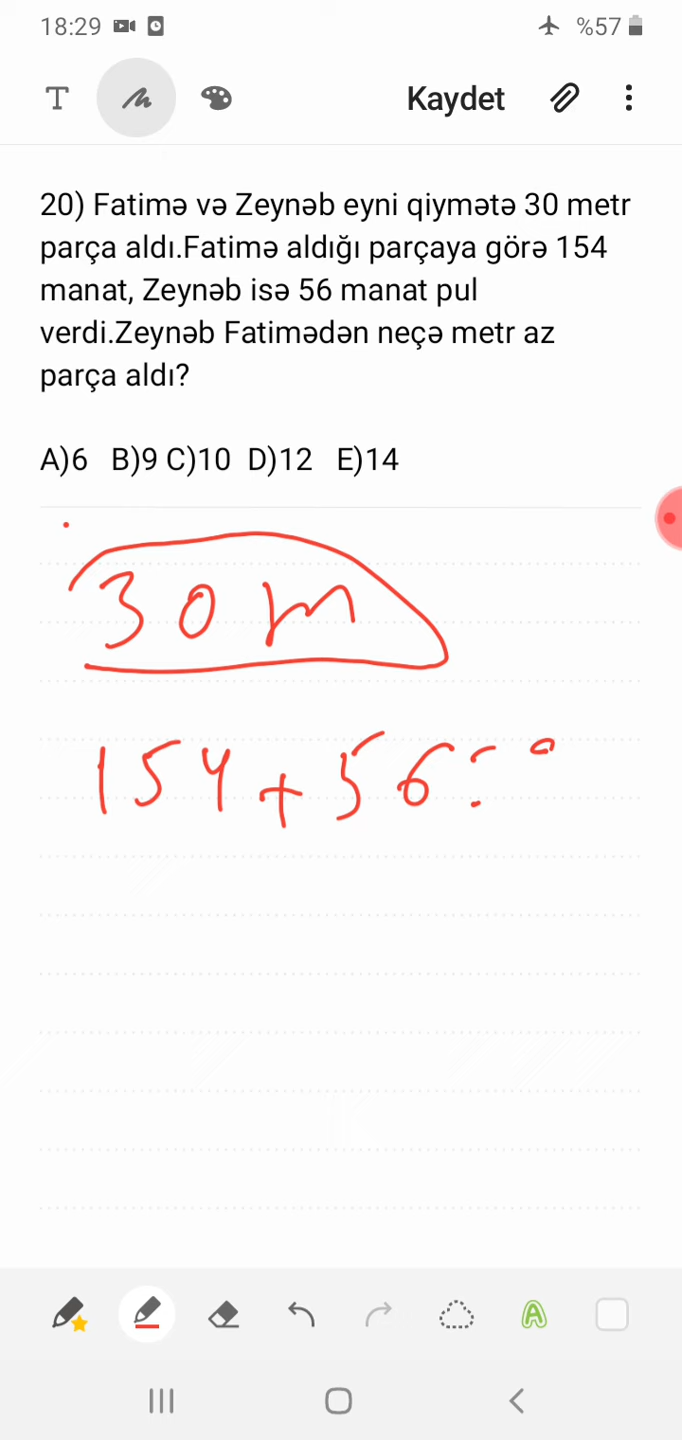 18:29 %57
T Kaydet
20) Fatimə və Zeynəb eyni qiymətə 30 metr
parça aldı.Fatimə aldığı parçaya görə 154
manat, Zeynəb isə 56 manat pul
verdi.Zeynəb Fatimədən neçə metr az
parça aldı?
A)6 B)9 C)10 D)12 E)14
30 m
154+56=
A